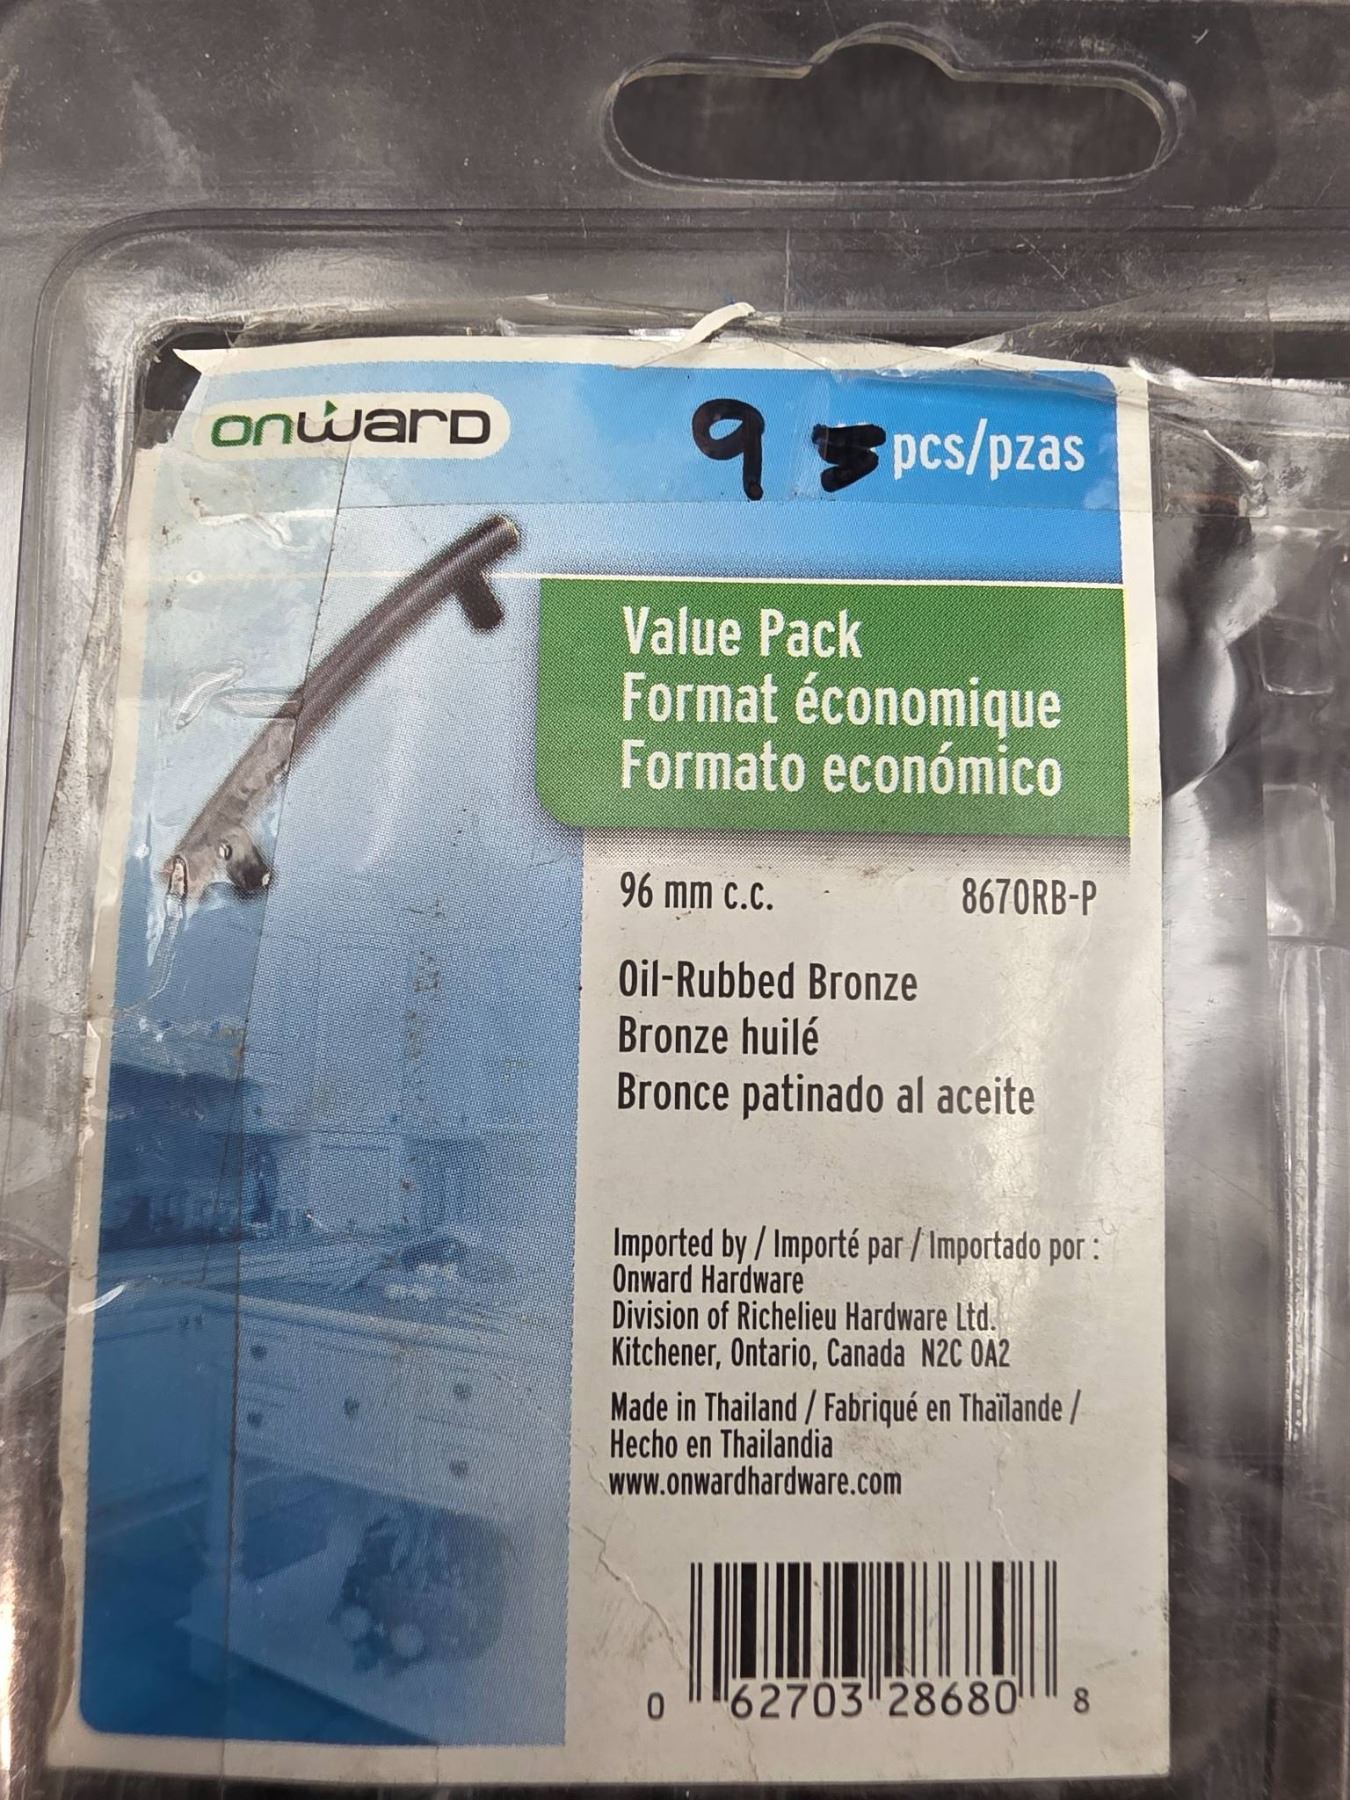 onward
9 pcs/pzas
Value Pack
Format économique
Formato económico
96 mm c.c. 8670RB-P
Oil-Rubbed Bronze
Bronze huilé
Bronce patinado al aceite
Imported by / Importé par / Importado por :
Onward Hardware
Division of Richelieu Hardware Ltd.
Kitchener, Ontario, Canada N2C 0A2
Made in Thailand / Fabriqué en Thaïlande /
Hecho en Thailandia
www.onwardhardware.com
0 62703 28680 8